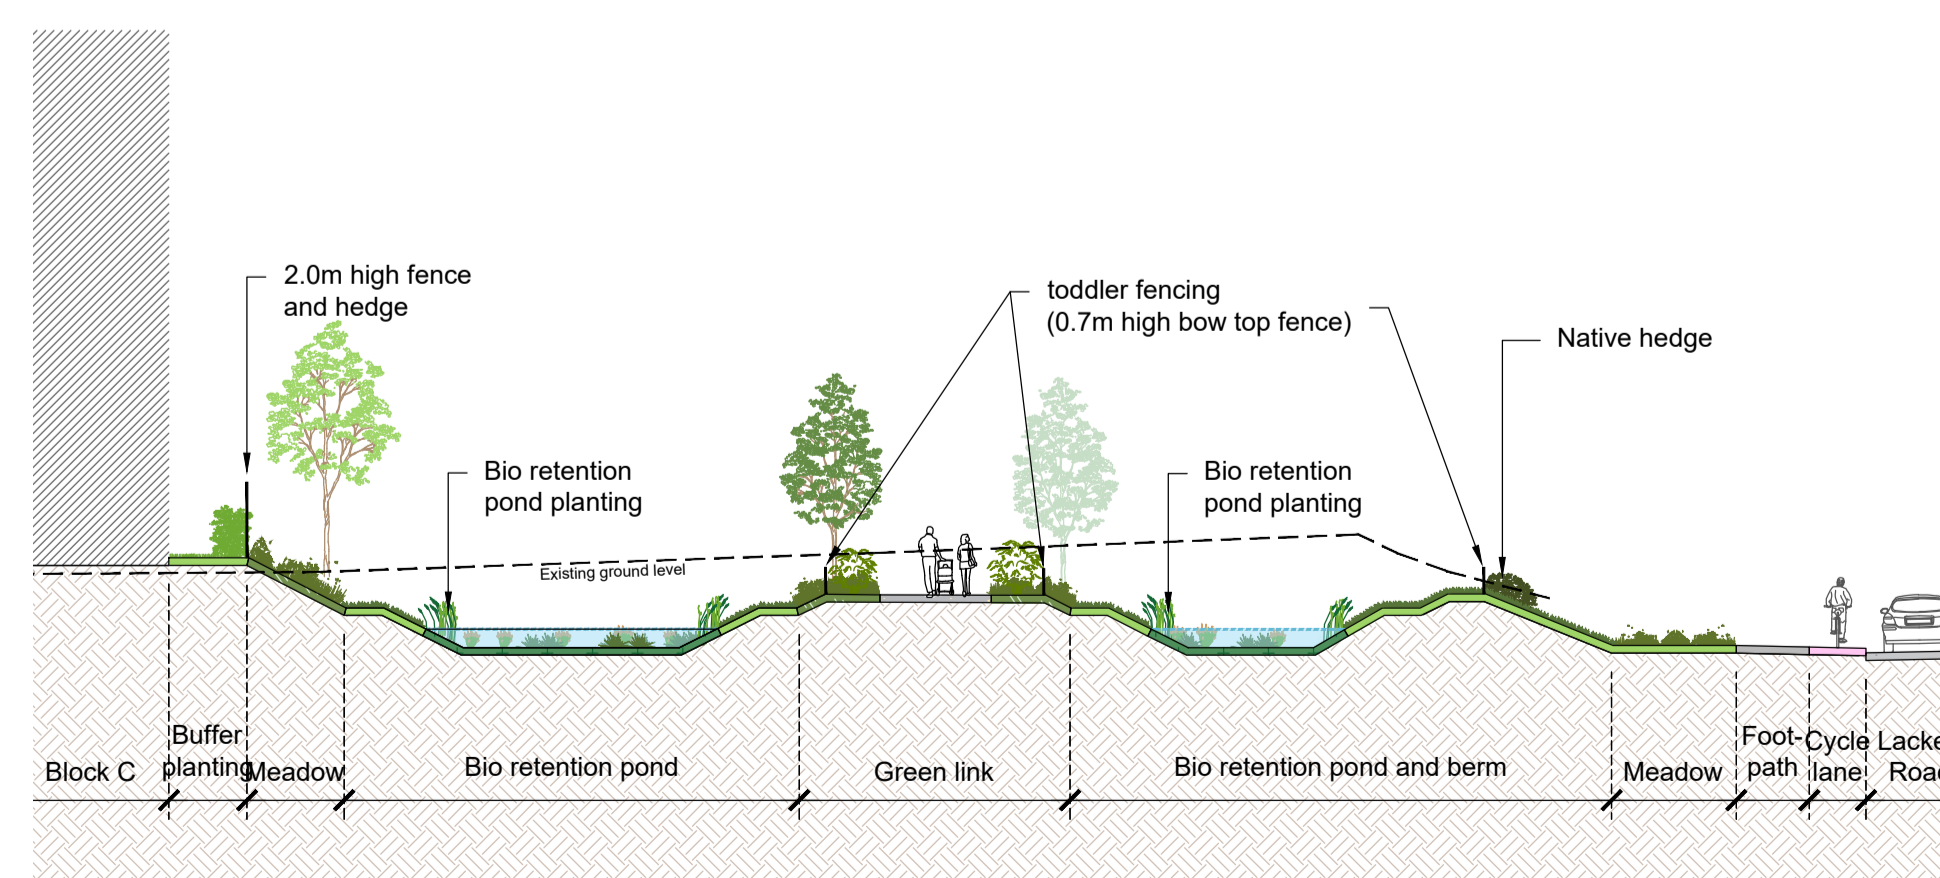 2.0m high fence
and hedge
toddler fencing
(0.7m high bow top fence)
Native hedge
Bio retention
pond planting
Bio retention
pond planting
Existing ground level
Block C
Buffer
planting
Meadow
Bio retention pond
Green link
Bio retention pond and berm
Meadow
Foot-
path
Cycle
lane